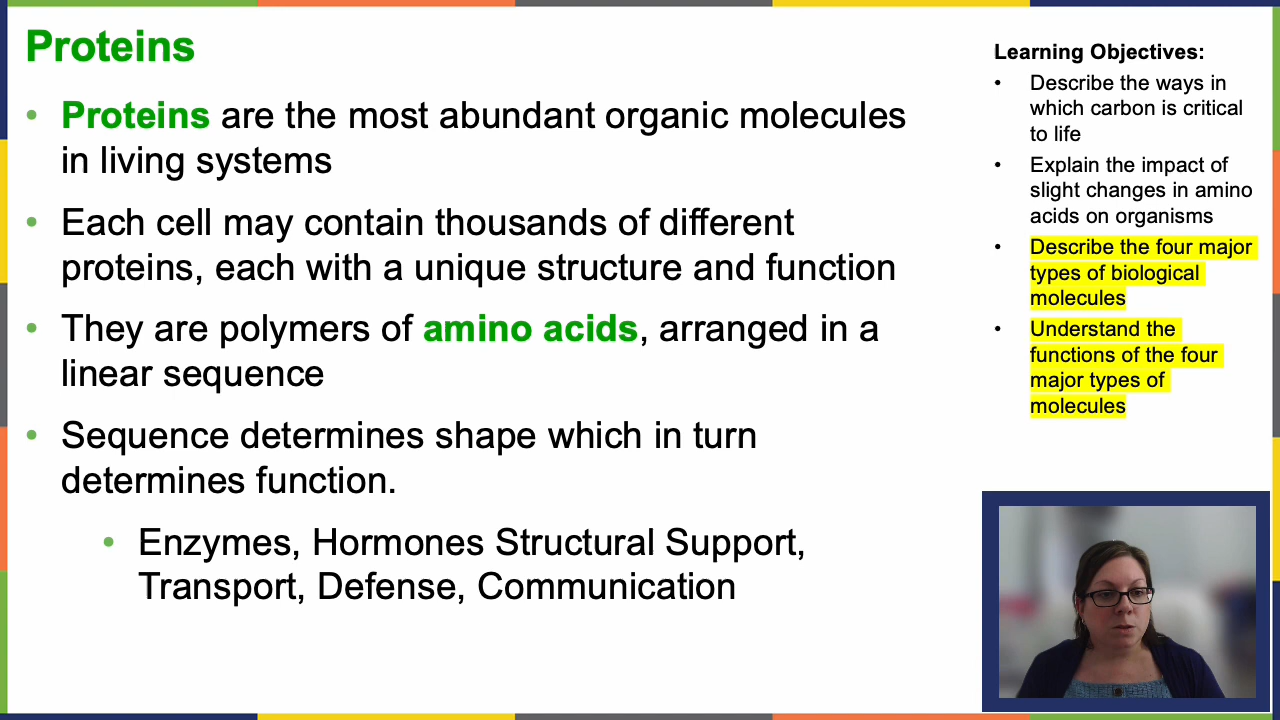 Proteins
• Proteins are the most abundant organic molecules
in living systems
• Each cell may contain thousands of different
proteins, each with a unique structure and function
• They are polymers of amino acids, arranged in a
linear sequence
• Sequence determines shape which in turn
determines function.
• Enzymes, Hormones Structural Support,
Transport, Defense, Communication
Learning Objectives:
• Describe the ways in
which carbon is critical
to life
• Explain the impact of
slight changes in amino
acids on organisms
• Describe the four major
types of biological
molecules
• Understand the
functions of the four
major types of
molecules